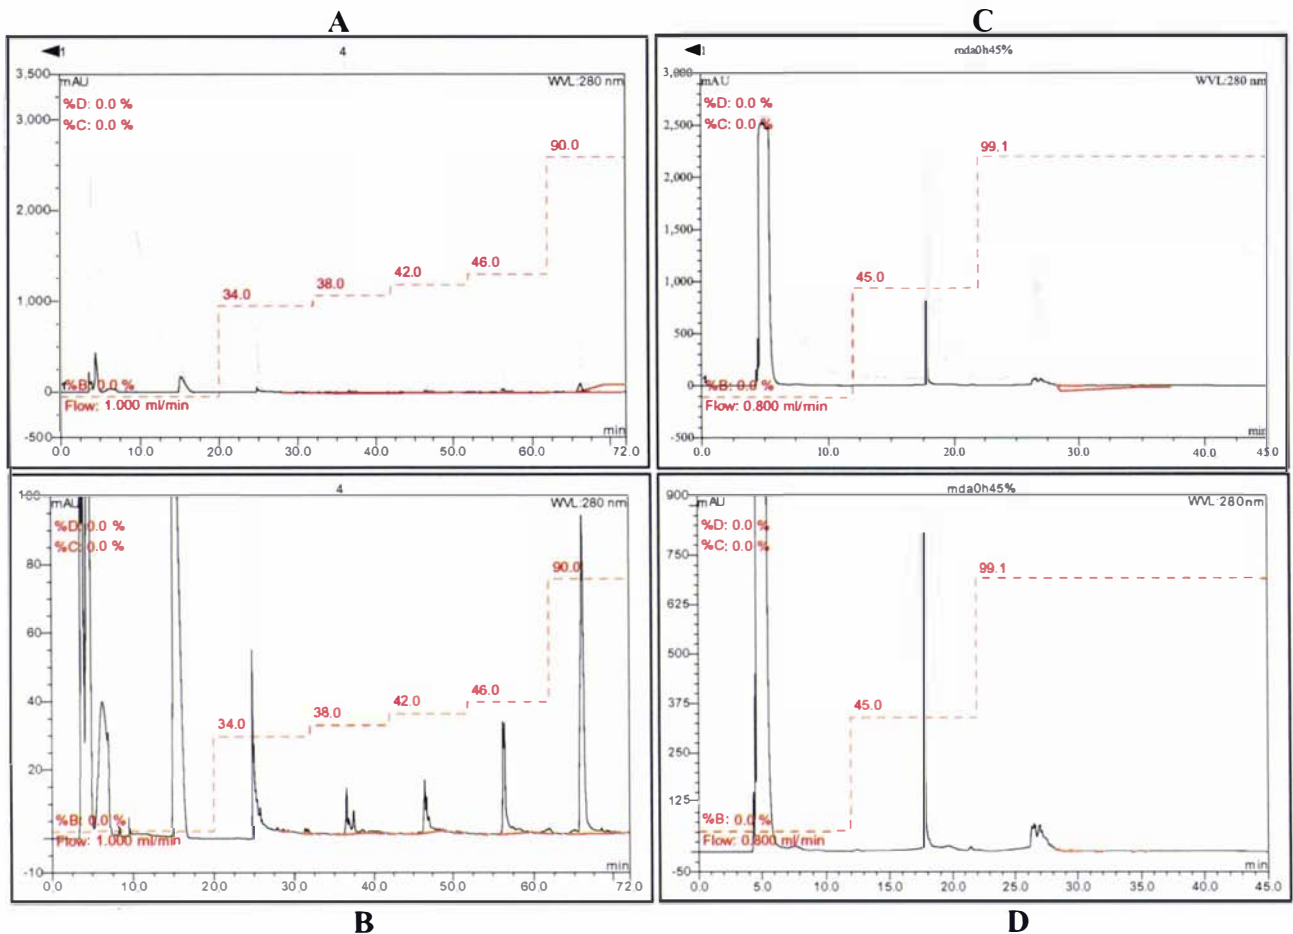 A
1
4
3,500
mAU
WVL:280 nm
%D: 0.0 %
%C: 0.0 %
3,000
2,000
1,000
0
-500
90.0
46.0
42.0
38.0
34.0
%B: 0.0 %
Flow: 1.000 ml/min
min
0.0 10.0 20.0 30.0 40.0 50.0 60.0 72.0
C
1
mda0h45%
3,000
mAU
WVL:280 nm
%D: 0.0 %
%C: 0.0 %
2,500
2,000
1,500
1,000
500
0
-500
99.1
45.0
%B: 0.0 %
Flow: 0.800 ml/min
min
0.0 10.0 20.0 30.0 40.0 45.0
4
100
mAU
WVL:280 nm
%D: 0.0 %
%C: 0.0 %
80
60
40
20
-10
90.0
46.0
42.0
38.0
34.0
%B: 0.0 %
Flow: 1.000 ml/min
min
0.0 10.0 20.0 30.0 40.0 50.0 60.0 72.0
B
mda0h45%
900
mAU
WVL:280 nm
%D: 0.0 %
%C: 0.0 %
750
625
500
375
250
125
-50
99.1
45.0
%B: 0.0 %
Flow: 0.800 ml/min
min
0.0 5.0 10.0 15.0 20.0 25.0 30.0 35.0 40.0 45.0
D